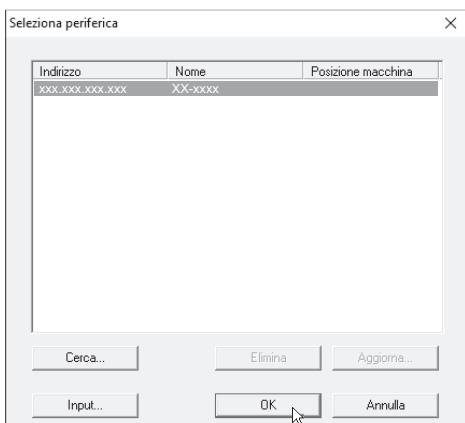 Seleziona periferica
Indirizzo Nome Posizione macchina
xxx.xxx.xxx.xxx XX-xxxx
Cerca... Elimina Aggiorna...
Input... OK Annulla